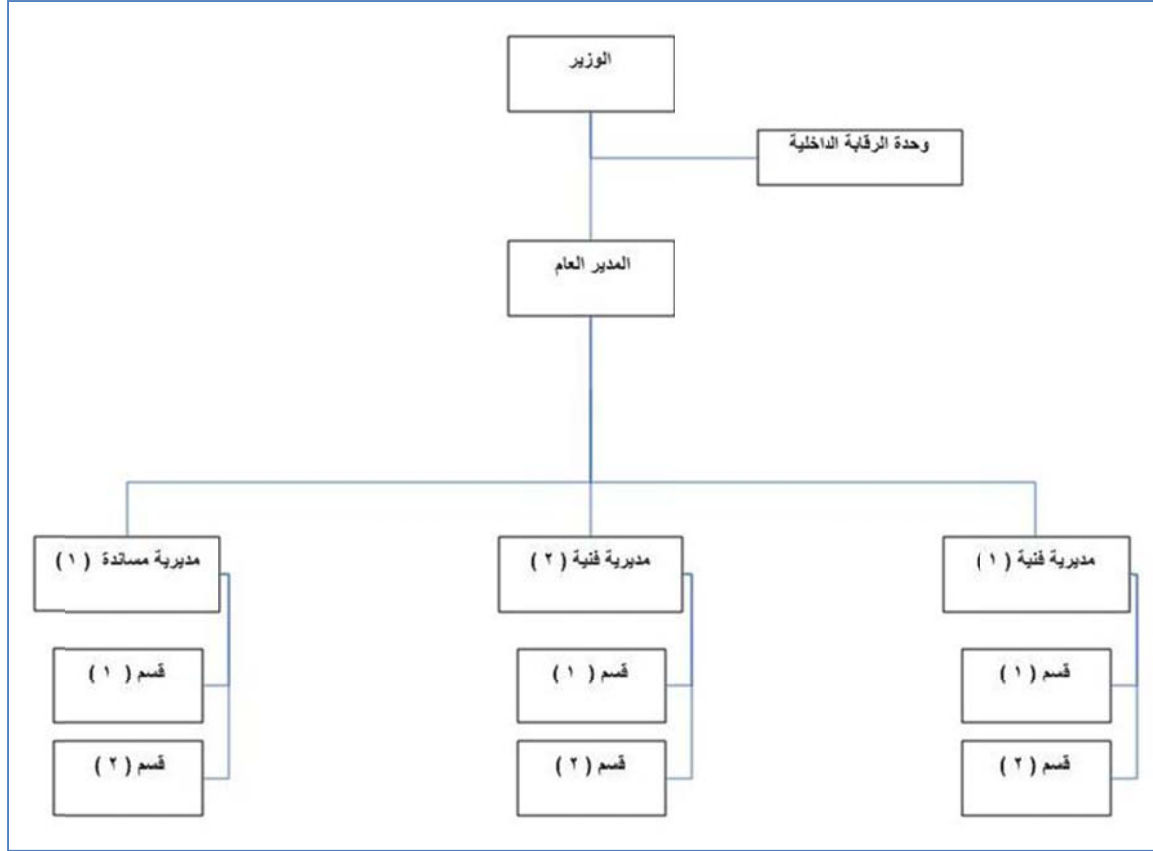 الوزير
وحدة الرقابة الداخلية
المدير العام
مديرية فنية ( ١ )
مديرية فنية ( ٢ )
مديرية مساندة ( ١ )
قسم ( ١ )
قسم ( ١ )
قسم ( ١ )
قسم ( ٢ )
قسم ( ٢ )
قسم ( ٢ )